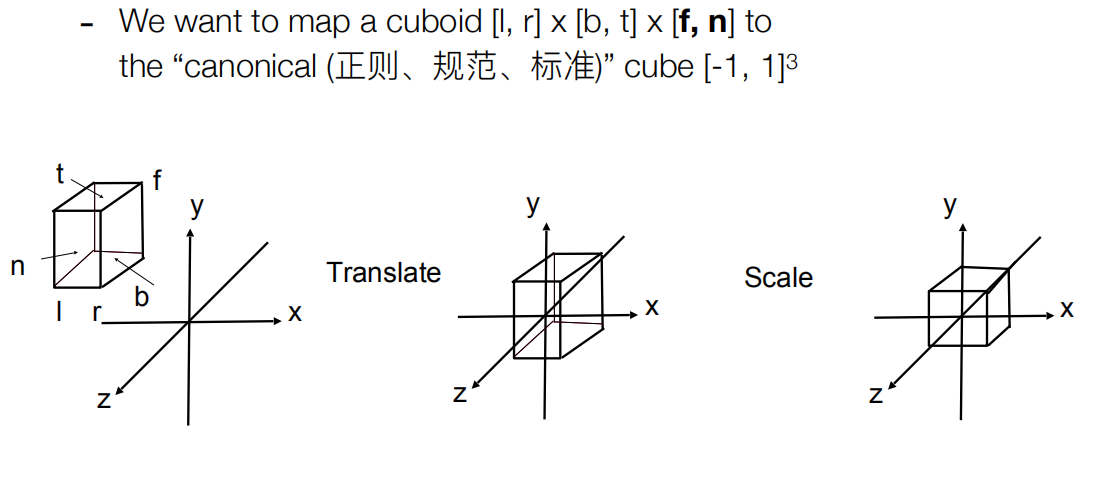 - We want to map a cuboid [l, r] x [b, t] x [f, n] to
the “canonical (正则、规范、标准)” cube [-1, 1]³
t
f
y
y
y
n
Translate
Scale
b
l
r
x
x
x
z
z
z